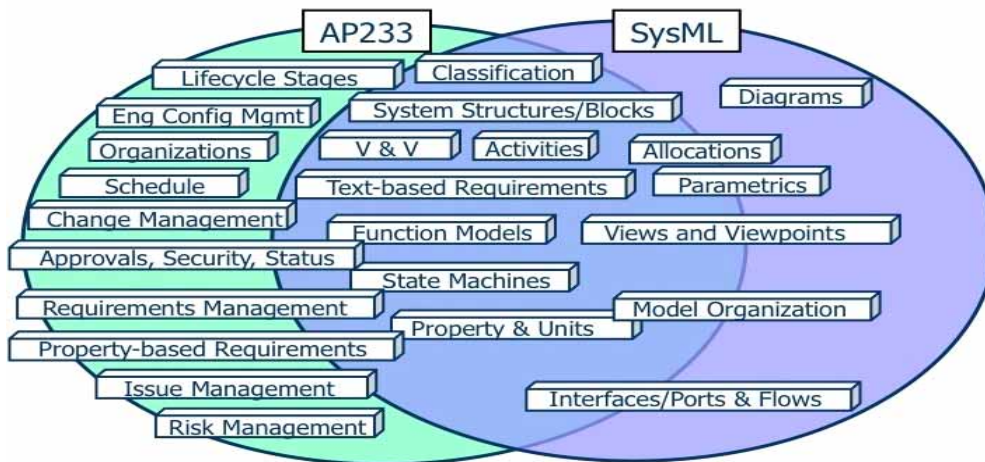 AP233
SysML
Lifecycle Stages
Classification
Diagrams
Eng Config Mgmt
System Structures/Blocks
Organizations
V & V
Activities
Allocations
Schedule
Text-based Requirements
Parametrics
Change Management
Function Models
Views and Viewpoints
Approvals, Security, Status
State Machines
Requirements Management
Model Organization
Property & Units
Property-based Requirements
Issue Management
Interfaces/Ports & Flows
Risk Management